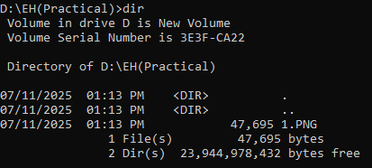 D:\EH(Practical)>dir
 Volume in drive D is New Volume
 Volume Serial Number is 3E3F-CA22

 Directory of D:\EH(Practical)

07/11/2025  01:13 PM    <DIR>          .
07/11/2025  01:13 PM    <DIR>          ..
07/11/2025  01:13 PM            47,695 1.PNG
               1 File(s)         47,695 bytes
               2 Dir(s)  23,944,978,432 bytes free